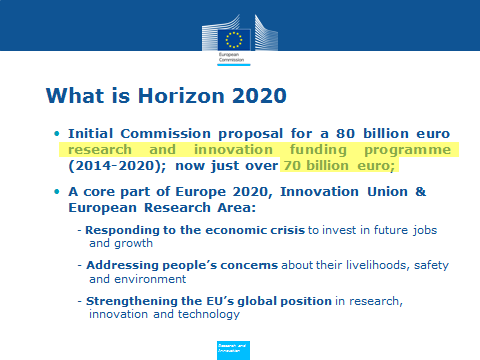 European
Commission
What is Horizon 2020
• Initial Commission proposal for a 80 billion euro
research and innovation funding programme
(2014-2020); now just over 70 billion euro;
• A core part of Europe 2020, Innovation Union &
European Research Area:
- Responding to the economic crisis to invest in future jobs
and growth
- Addressing people's concerns about their livelihoods, safety
and environment
- Strengthening the EU's global position in research,
innovation and technology
Research and
Innovation